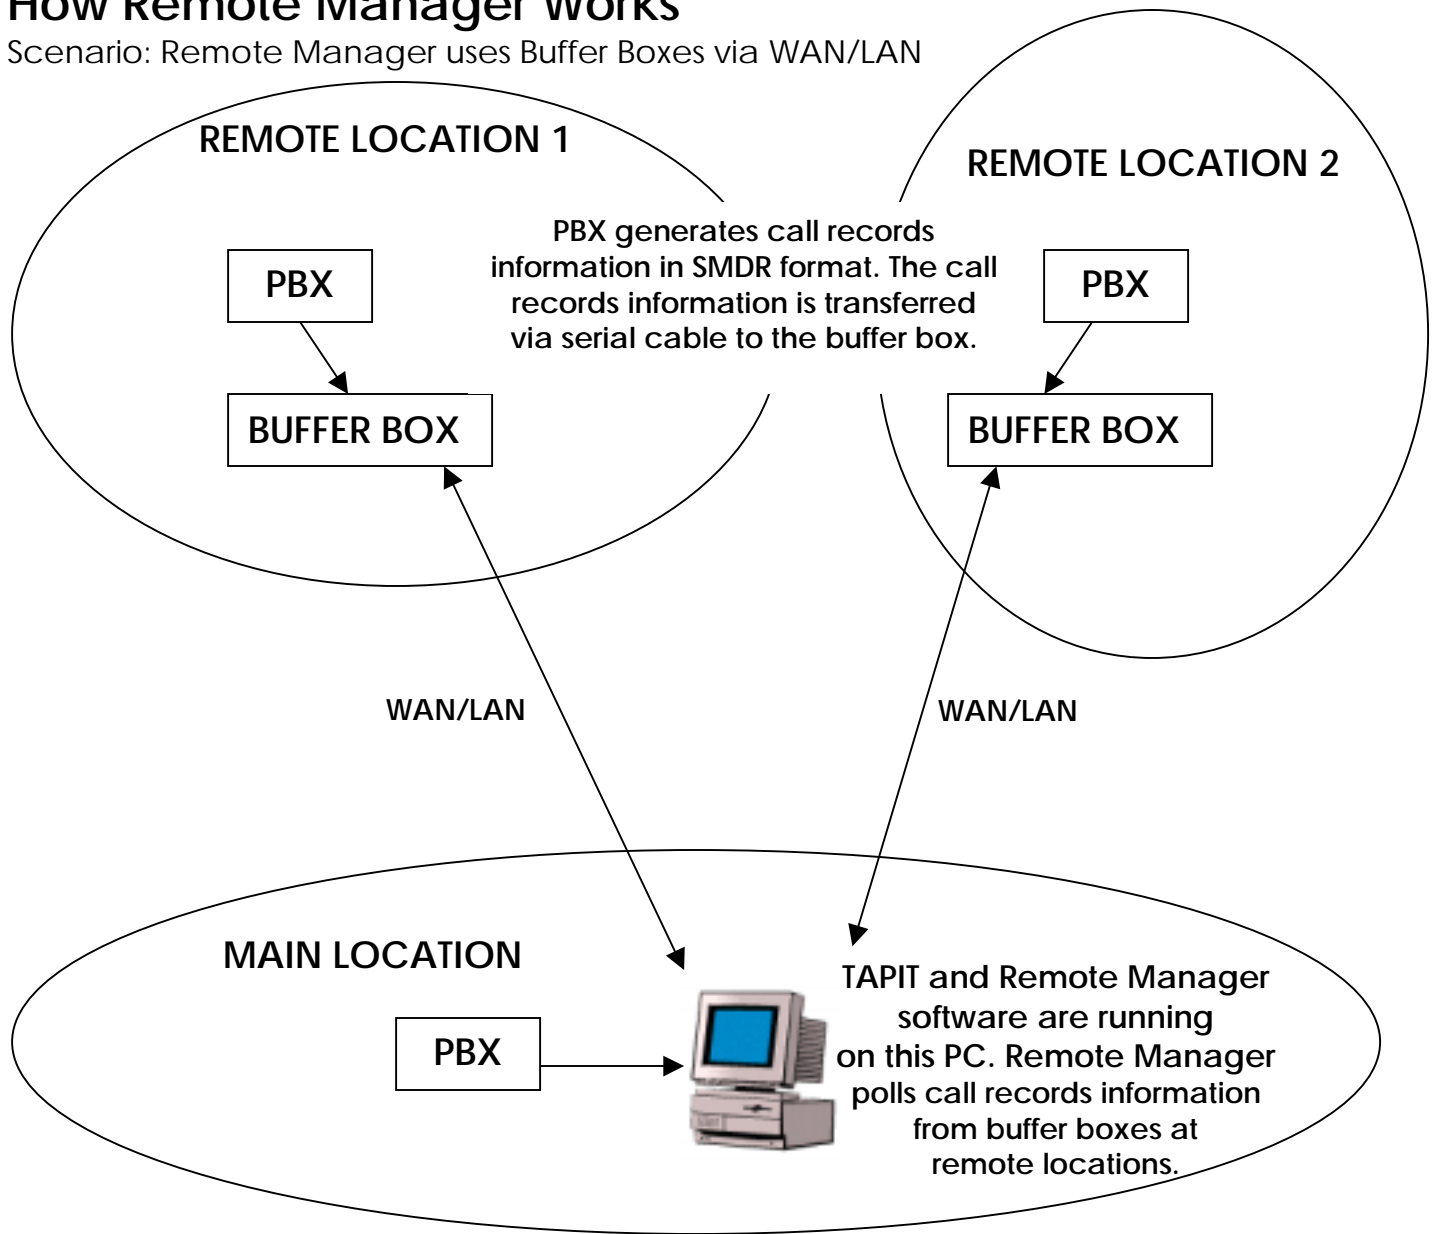 How Remote Manager Works
Scenario: Remote Manager uses Buffer Boxes via WAN/LAN
REMOTE LOCATION 1
REMOTE LOCATION 2
PBX generates call records
information in SMDR format. The call
records information is transferred
via serial cable to the buffer box.
PBX
PBX
BUFFER BOX
BUFFER BOX
WAN/LAN
WAN/LAN
MAIN LOCATION
PBX
TAPIT and Remote Manager
software are running
on this PC. Remote Manager
polls call records information
from buffer boxes at
remote locations.